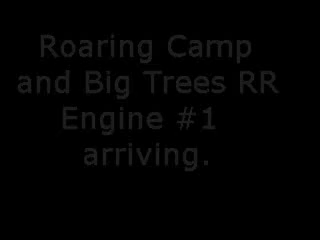 Roaring Camp
and Big Trees RR
Engine #1
arriving.